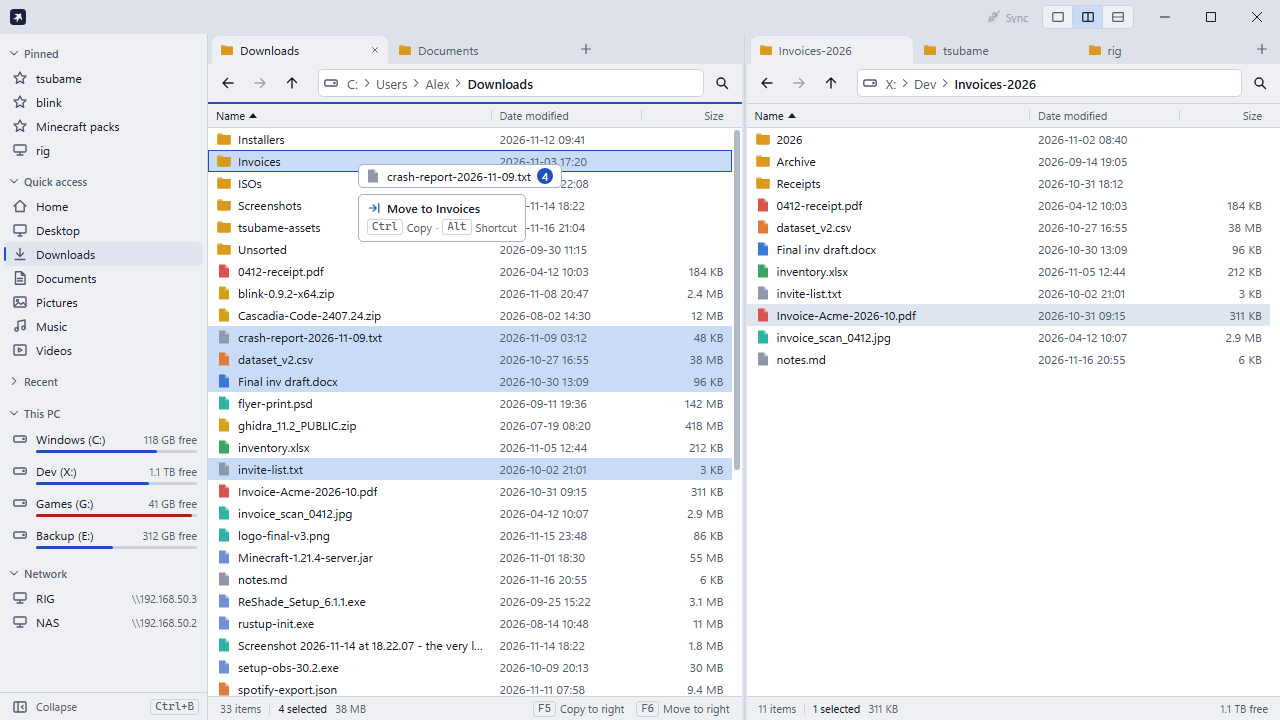 Sync
Pinned
tsubame
blink
Minecraft packs
rig
Quick access
Home
Desktop
Downloads
Documents
Pictures
Music
Videos
Recent
This PC
Windows (C:) 118 GB free
Dev (X:) 1.1 TB free
Games (G:) 41 GB free
Backup (E:) 312 GB free
Network
RIG \\192.168.50.3
NAS \\192.168.50.2
Collapse Ctrl+B
Downloads Documents
C: Users Alex Downloads
Name Date modified Size
Installers 2026-11-12 09:41
Invoices 2026-11-03 17:20
ISOs 22:08
Screenshots 2026-11-14 18:22
tsubame-assets 2026-11-16 21:04
Unsorted 2026-09-30 11:15
0412-receipt.pdf 2026-04-12 10:03 184 KB
blink-0.9.2-x64.zip 2026-11-08 20:47 2.4 MB
Cascadia-Code-2407.24.zip 2026-08-02 14:30 12 MB
crash-report-2026-11-09.txt 2026-11-09 03:12 48 KB
dataset_v2.csv 2026-10-27 16:55 38 MB
Final inv draft.docx 2026-10-30 13:09 96 KB
flyer-print.psd 2026-09-11 19:36 142 MB
ghidra_11.2_PUBLIC.zip 2026-07-19 08:20 418 MB
inventory.xlsx 2026-11-05 12:44 212 KB
invite-list.txt 2026-10-02 21:01 3 KB
Invoice-Acme-2026-10.pdf 2026-10-31 09:15 311 KB
invoice_scan_0412.jpg 2026-04-12 10:07 2.9 MB
logo-final-v3.png 2026-11-15 23:48 86 KB
Minecraft-1.21.4-server.jar 2026-11-01 18:30 55 MB
notes.md 2026-11-16 20:55 6 KB
ReShade_Setup_6.1.1.exe 2026-09-25 15:22 3.1 MB
rustup-init.exe 2026-08-14 10:48 11 MB
Screenshot 2026-11-14 at 18.22.07 - the very l... 2026-11-14 18:22 1.8 MB
setup-obs-30.2.exe 2026-10-09 20:13 30 MB
spotify-export.json 2026-11-11 07:58 9.4 MB
crash-report-2026-11-09.txt 4
Move to Invoices
Ctrl Copy · Alt Shortcut
33 items 4 selected 38 MB F5 Copy to right F6 Move to right
Invoices-2026 tsubame rig
X: Dev Invoices-2026
Name Date modified Size
2026 2026-11-02 08:40
Archive 2026-09-14 19:05
Receipts 2026-10-31 18:12
0412-receipt.pdf 2026-04-12 10:03 184 KB
dataset_v2.csv 2026-10-27 16:55 38 MB
Final inv draft.docx 2026-10-30 13:09 96 KB
inventory.xlsx 2026-11-05 12:44 212 KB
invite-list.txt 2026-10-02 21:01 3 KB
Invoice-Acme-2026-10.pdf 2026-10-31 09:15 311 KB
invoice_scan_0412.jpg 2026-04-12 10:07 2.9 MB
notes.md 2026-11-16 20:55 6 KB
11 items 1 selected 311 KB 1.1 TB free